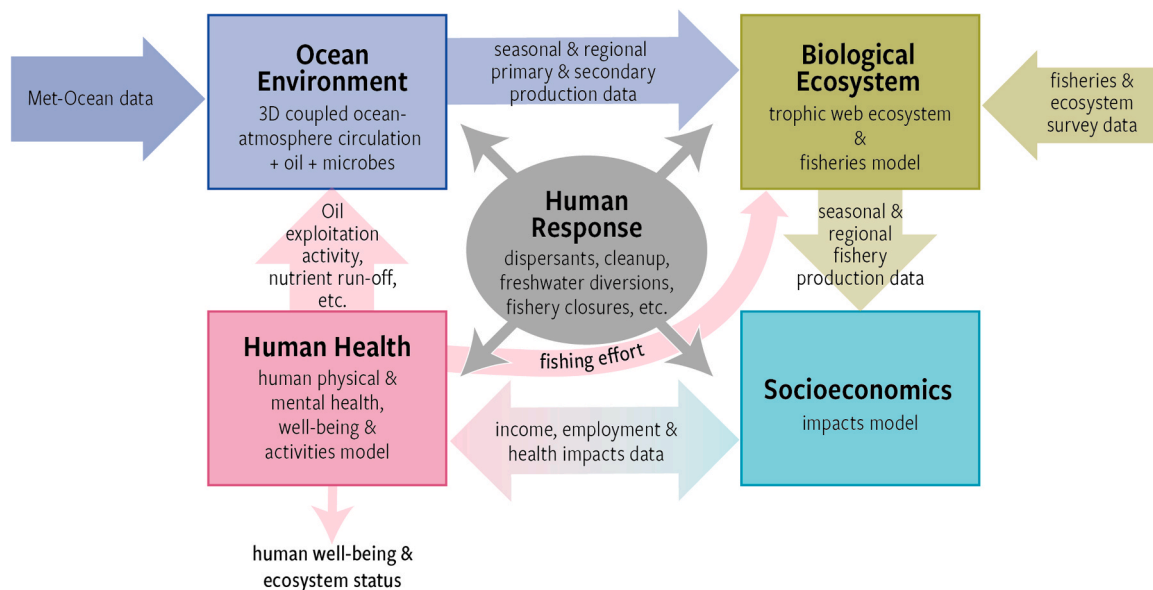 Met-Ocean data
Ocean
Environment
3D coupled ocean-
atmosphere circulation
+ oil + microbes
seasonal & regional
primary & secondary
production data
Biological
Ecosystem
trophic web ecosystem
&
fisheries model
fisheries &
ecosystem
survey data
Oil
exploitation
activity,
nutrient run-off,
etc.
Human
Response
dispersants, cleanup,
freshwater diversions,
fishery closures, etc.
seasonal &
regional
fishery
production data
Human Health
human physical &
mental health,
well-being &
activities model
fishing effort
income, employment &
health impacts data
Socioeconomics
impacts model
human well-being &
ecosystem status